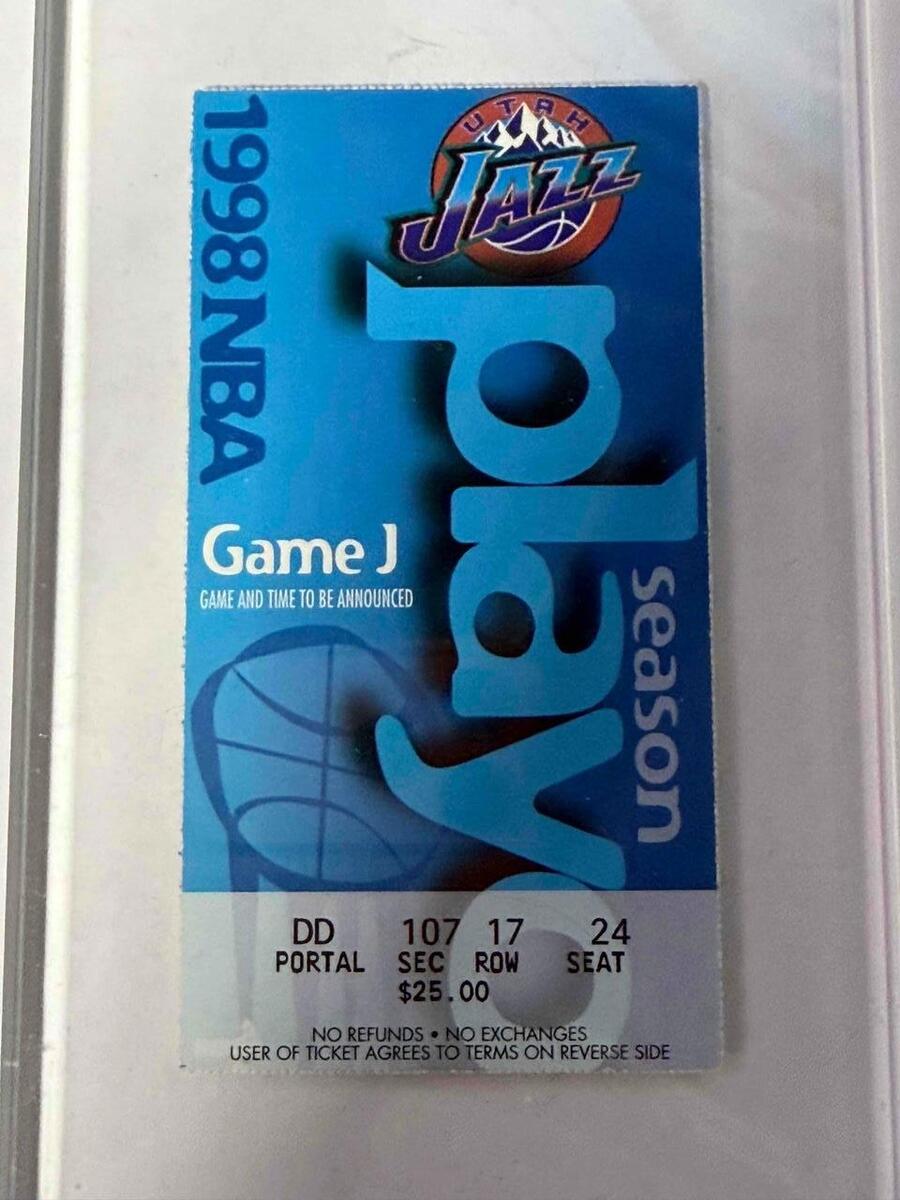 UTAH
JAZZ
1998 NBA
playo
season
Game J
GAME AND TIME TO BE ANNOUNCED
DD 107 17 24
PORTAL SEC ROW SEAT
$25.00
NO REFUNDS • NO EXCHANGES
USER OF TICKET AGREES TO TERMS ON REVERSE SIDE